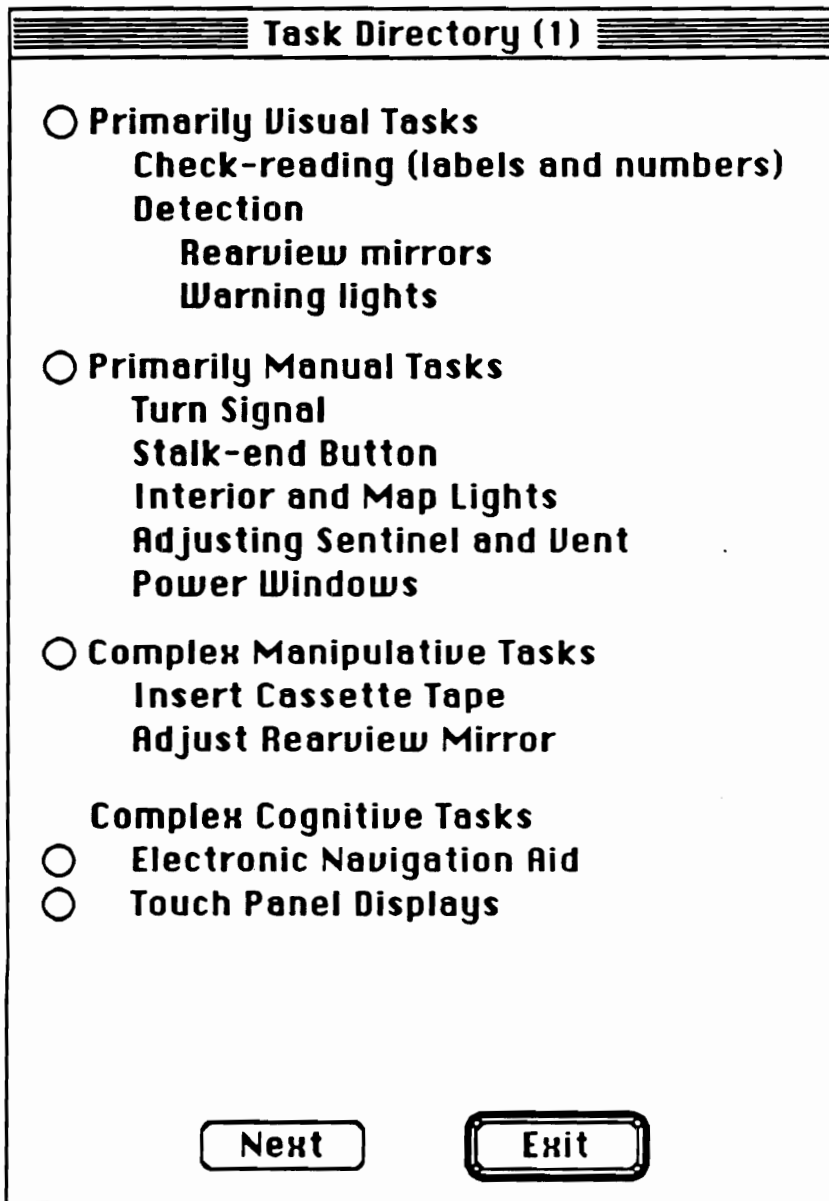 Task Directory (1)
Primarily Visual Tasks
Check-reading (labels and numbers)
Detection
Rearview mirrors
Warning lights
Primarily Manual Tasks
Turn Signal
Stalk-end Button
Interior and Map Lights
Adjusting Sentinel and Vent
Power Windows
Complex Manipulative Tasks
Insert Cassette Tape
Adjust Rearview Mirror
Complex Cognitive Tasks
Electronic Navigation Aid
Touch Panel Displays
Next
Exit